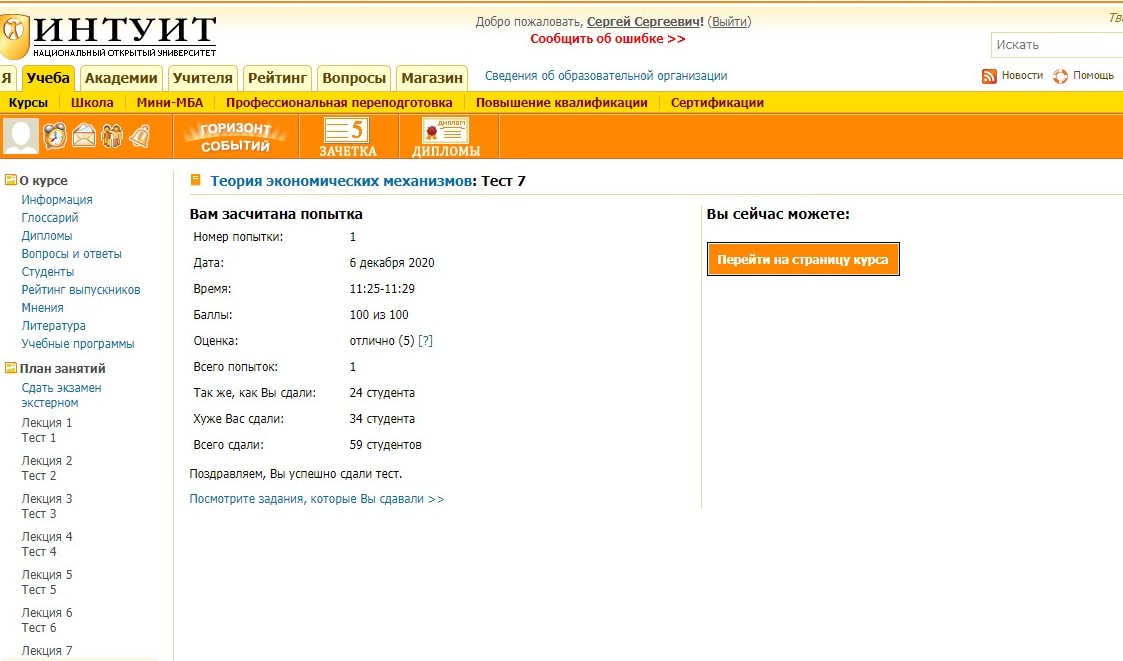 ИНТУИТ
НАЦИОНАЛЬНЫЙ ОТКРЫТЫЙ УНИВЕРСИТЕТ
Добро пожаловать, Сергей Сергеевич! (Выйти)
Сообщить об ошибке >>
Тв
Искать
Я Учеба Академии Учителя Рейтинг Вопросы Магазин Сведения об образовательной организации Новости Помощь
Курсы Школа Мини-МБА Профессиональная переподготовка Повышение квалификации Сертификации
ГОРИЗОНТ
СОБЫТИЙ
5
ЗАЧЕТКА
ДИПЛОМ
ДИПЛОМЫ
О курсе
Информация
Глоссарий
Дипломы
Вопросы и ответы
Студенты
Рейтинг выпускников
Мнения
Литература
Учебные программы
План занятий
Сдать экзамен
экстерном
Лекция 1
Тест 1
Лекция 2
Тест 2
Лекция 3
Тест 3
Лекция 4
Тест 4
Лекция 5
Тест 5
Лекция 6
Тест 6
Лекция 7
Теория экономических механизмов: Тест 7
Вам засчитана попытка
Номер попытки: 1
Дата: 6 декабря 2020
Время: 11:25-11:29
Баллы: 100 из 100
Оценка: отлично (5) [?]
Всего попыток: 1
Так же, как Вы сдали: 24 студента
Хуже Вас сдали: 34 студента
Всего сдали: 59 студентов
Поздравляем, Вы успешно сдали тест.
Посмотрите задания, которые Вы сдавали >>
Вы сейчас можете:
Перейти на страницу курса